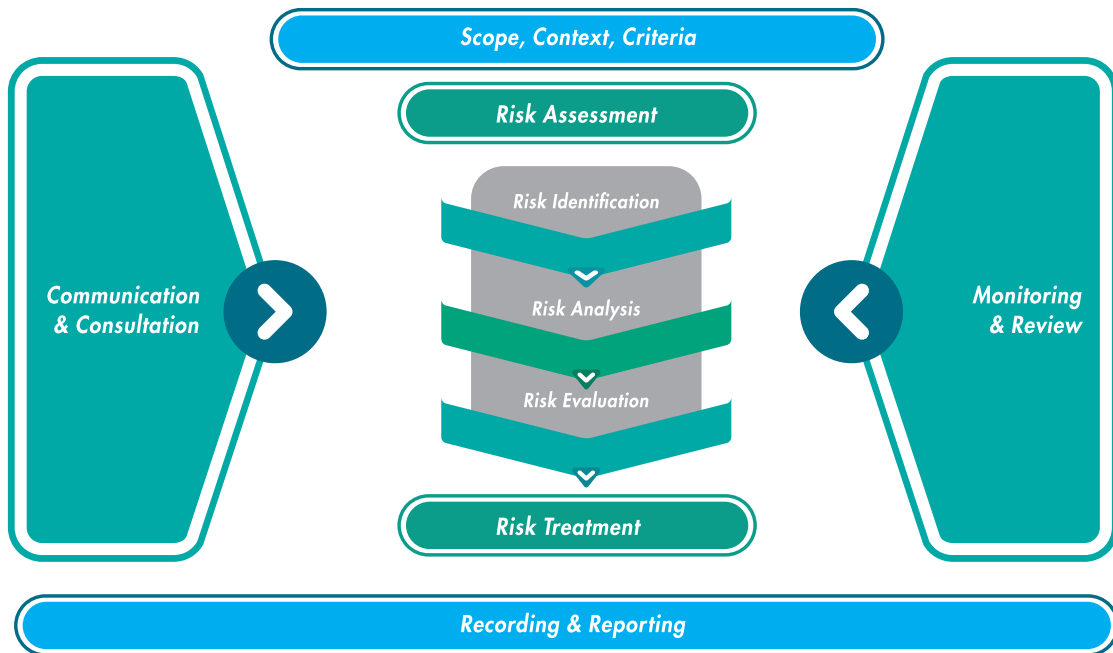 Scope, Context, Criteria
Risk Assessment
Risk Identification
Communication
& Consultation
Risk Analysis
Monitoring
& Review
Risk Evaluation
Risk Treatment
Recording & Reporting